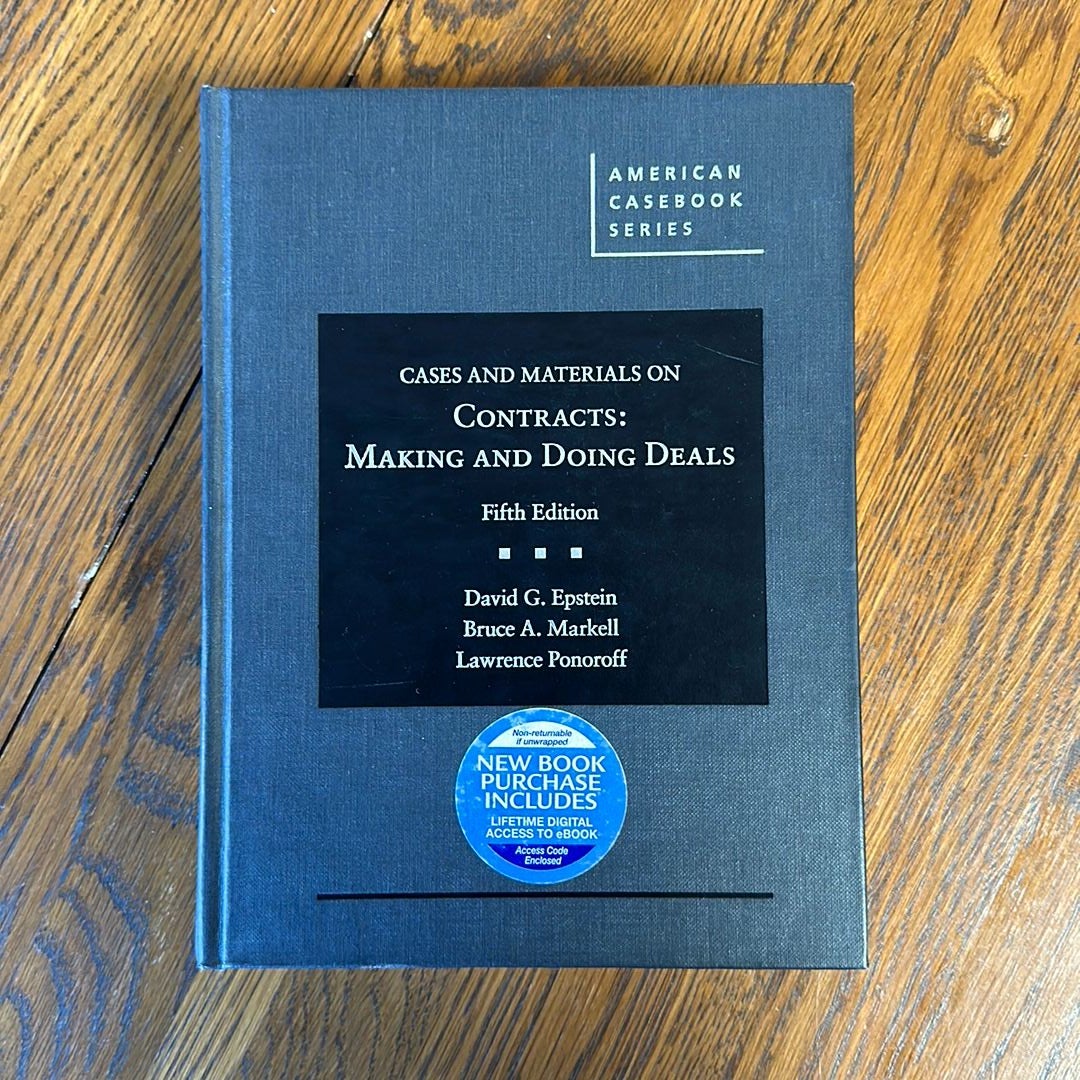 AMERICAN
CASEBOOK
SERIES
CASES AND MATERIALS ON
CONTRACTS:
MAKING AND DOING DEALS
Fifth Edition
David G. Epstein
Bruce A. Markell
Lawrence Ponoroff
Non-returnable
if unwrapped
NEW BOOK
PURCHASE
INCLUDES
LIFETIME DIGITAL
ACCESS TO eBOOK
Access Code
Enclosed